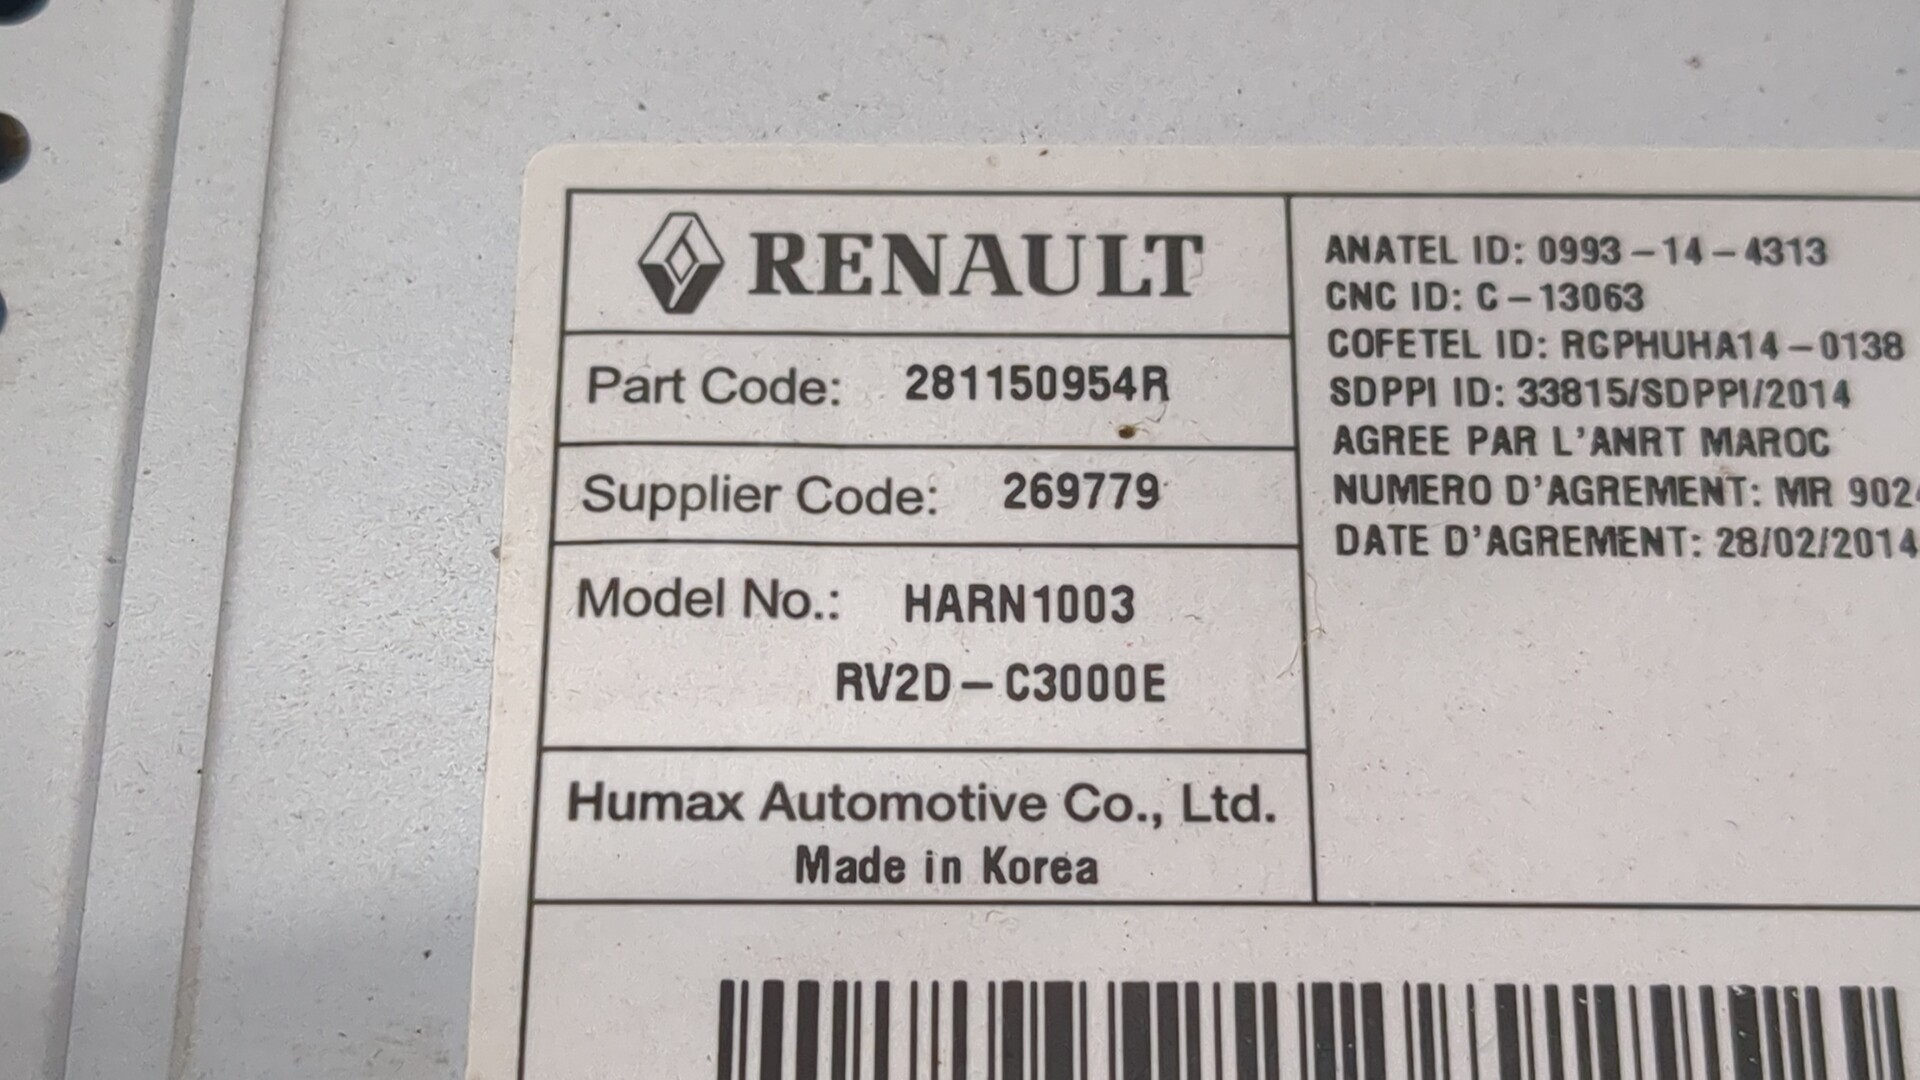 RENAULT
Part Code: 281150954R
Supplier Code: 269779
Model No.: HARN1003
RV2D-C3000E
Humax Automotive Co., Ltd.
Made in Korea
ANATEL ID: 0993-14-4313
CNC ID: C-13063
COFETEL ID: RCPHUHA14-0138
SDPPI ID: 33815/SDPPI/2014
AGREE PAR L'ANRT MAROC
NUMERO D'AGREMENT: MR 902
DATE D'AGREMENT: 28/02/2014